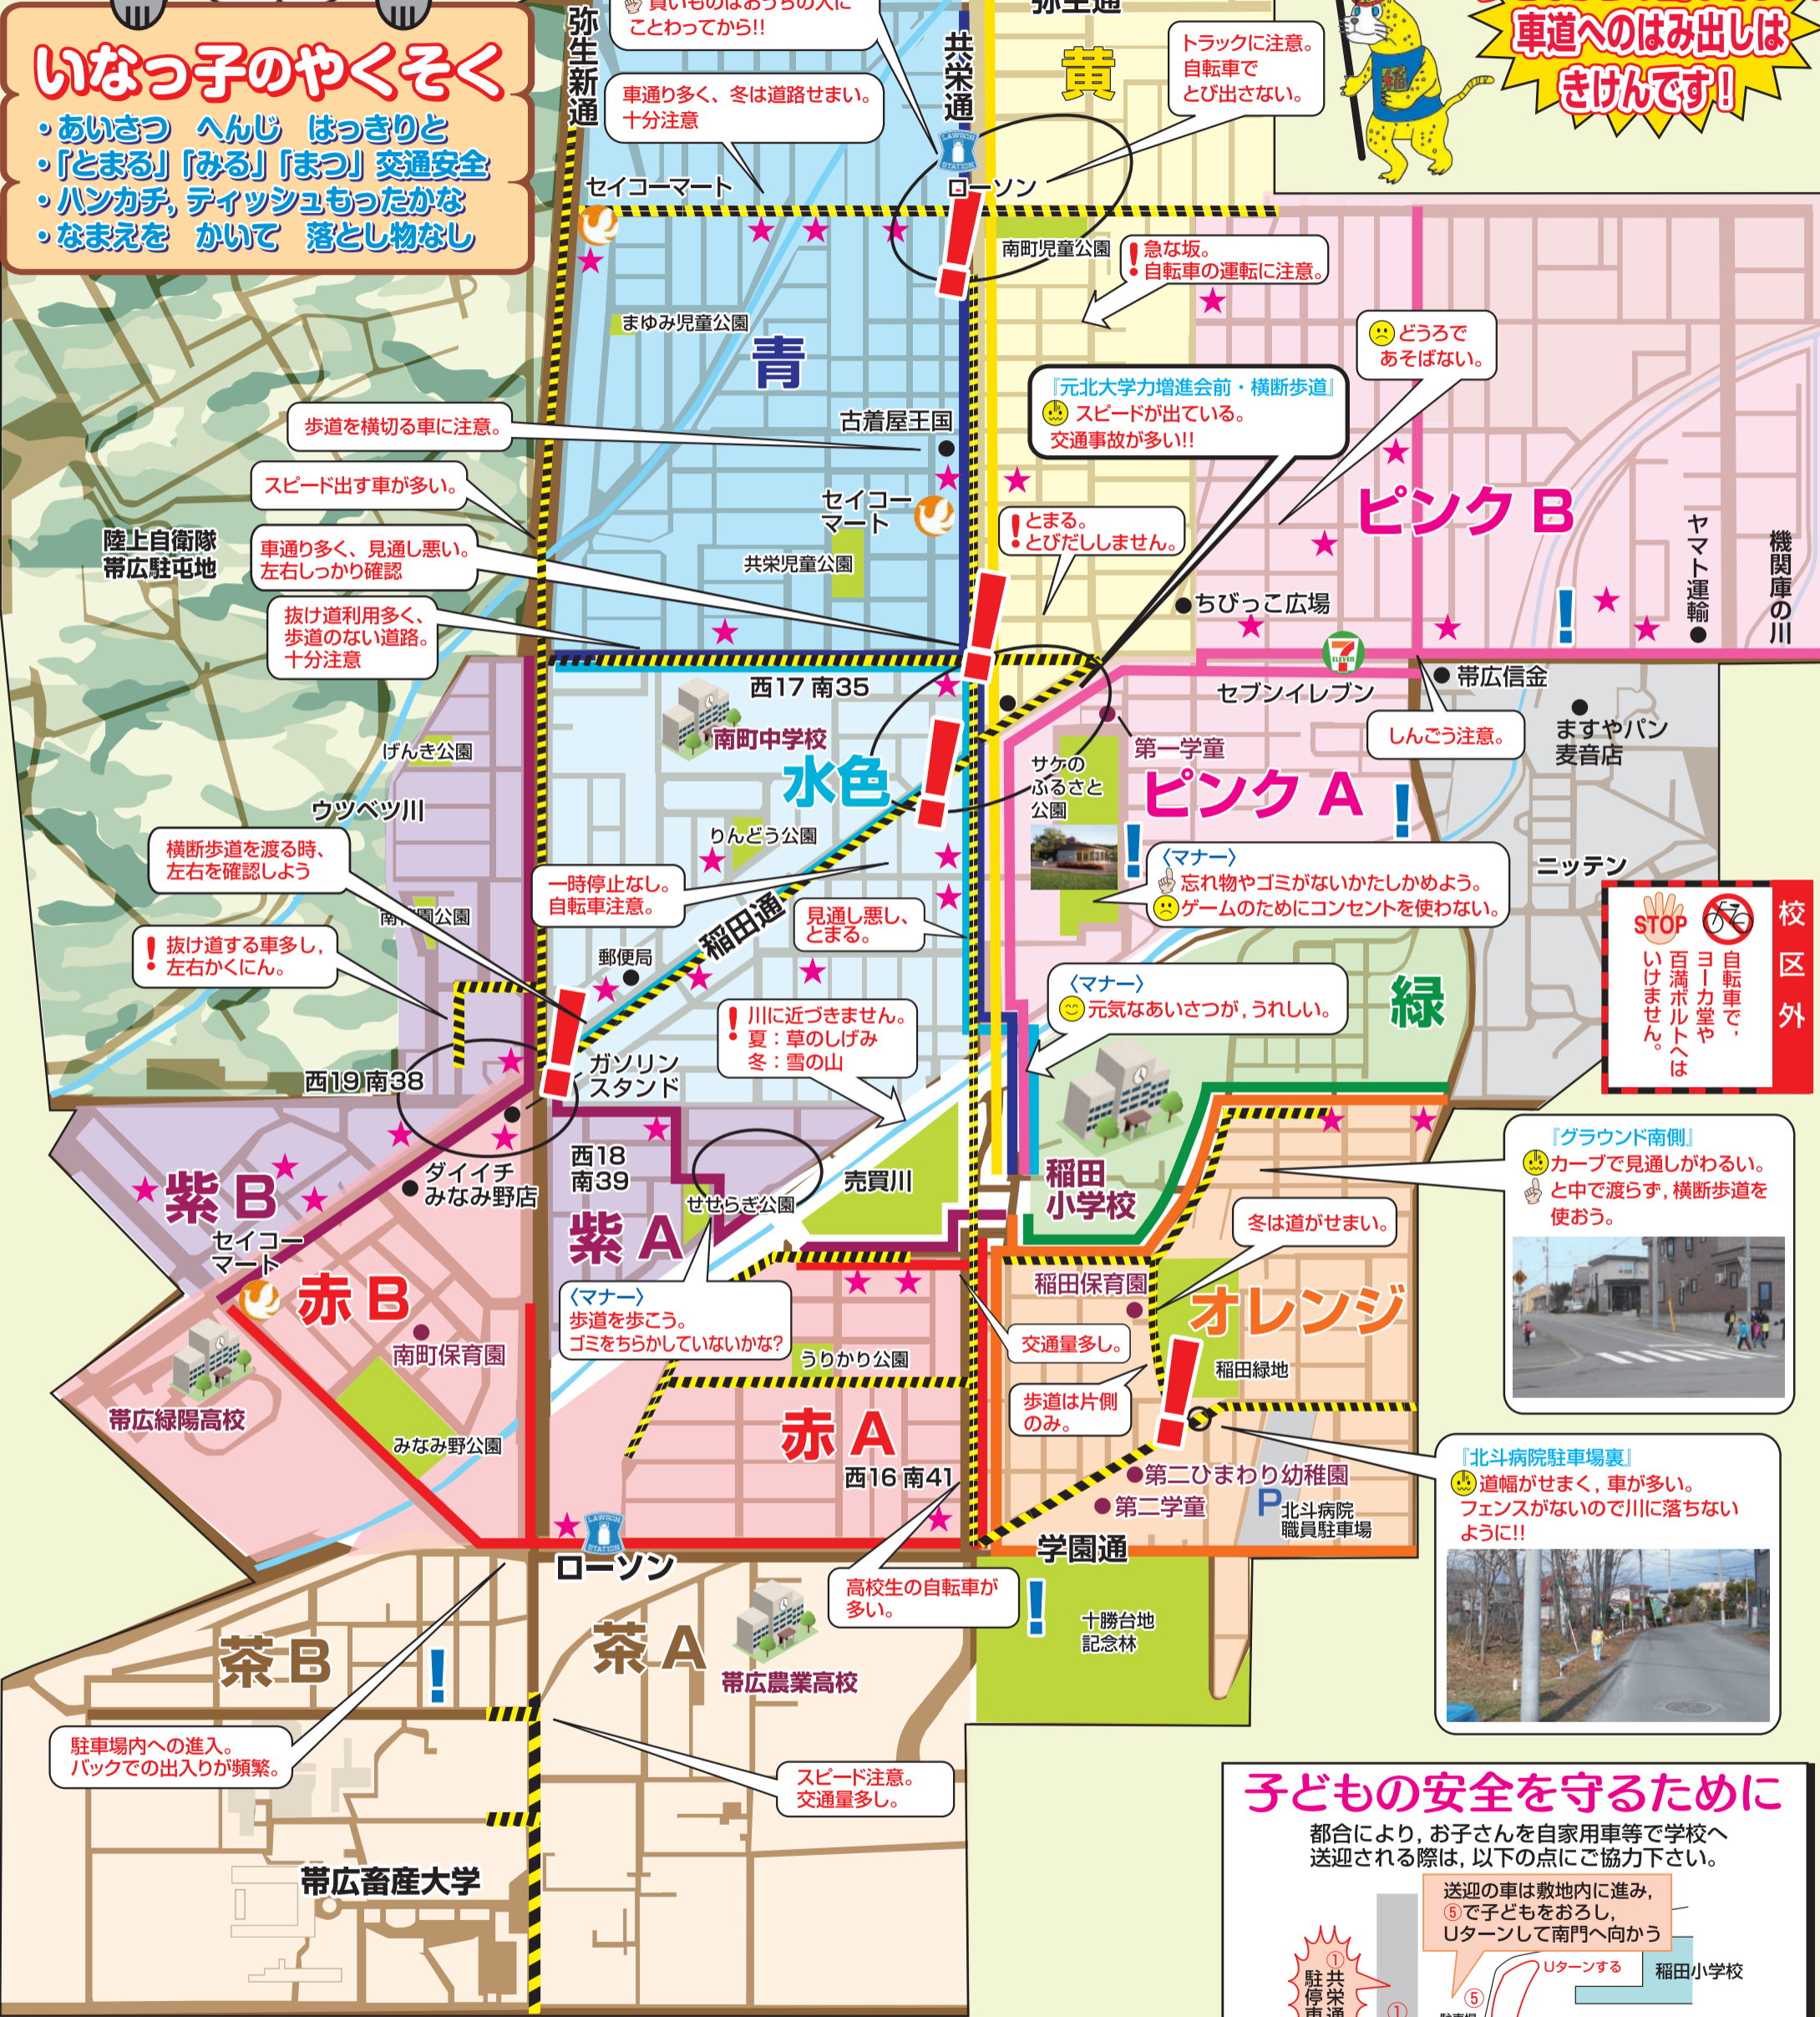 いなっ子のやくそく
・あいさつ　へんじ　はっきりと
・「とまる」「みる」「まつ」交通安全
・ハンカチ, ティッシュもったかな
・なまえを　かいて　落とし物なし
弥生新通
買いものはおうちの人に
ことわってから!!
共栄通
弥生通
黄
トラックに注意。
自転車で
とび出さない。
車道へのはみ出しは
きけんです！
車通り多く、冬は道路せまい。
十分注意
セイコーマート
LAWSON
STATION
ローソン
南町児童公園
！急な坂。
自転車の運転に注意。
まゆみ児童公園
青
どうろで
あそばない。
『元北大学力増進会前・横断歩道』
スピードが出ている。
交通事故が多い!!
歩道を横切る車に注意。
古着屋王国
スピード出す車が多い。
セイコー
マート
ピンク B
！とまる。
とびだししません。
陸上自衛隊
帯広駐屯地
車通り多く、見通し悪い。
左右しっかり確認
共栄児童公園
ヤマト運輸
機関庫の川
抜け道利用多く、
歩道のない道路。
十分注意
ちびっこ広場
7
ELEVEN
西17 南35
セブンイレブン
帯広信金
南町中学校
第一学童
しんごう注意。
ますやパン
麦音店
げんき公園
水色
サケの
ふるさと
公園
ピンク A
ウツベツ川
りんどう公園
横断歩道を渡る時、
左右を確認しよう
〈マナー〉
忘れ物やゴミがないかたしかめよう。
ゲームのためにコンセントを使わない。
ニッテン
一時停止なし。
自転車注意。
稲田通
見通し悪し、
とまる。
校区外
STOP
自転車で,
ヨーカ堂や
百満ボルトへは
いけません。
！抜け道する車多し,
左右かくにん。
郵便局
〈マナー〉
元気なあいさつが, うれしい。
緑
！川に近づきません。
夏：草のしげみ
冬：雪の山
西19 南38
ガソリン
スタンド
『グラウンド南側』
カーブで見通しがわるい。
と中で渡らず, 横断歩道を
使おう。
西18
南39
紫 B
ダイイチ
みなみ野店
紫 A
せせらぎ公園
売買川
稲田
小学校
冬は道がせまい。
セイコー
マート
赤 B
〈マナー〉
歩道を歩こう。
ゴミをちらかしていないかな?
稲田保育園
オレンジ
南町保育園
うりかり公園
交通量多し。
稲田緑地
帯広緑陽高校
みなみ野公園
赤 A
歩道は片側
のみ。
西16 南41
第二ひまわり幼稚園
第二学童
P
北斗病院
職員駐車場
『北斗病院駐車場裏』
道幅がせまく, 車が多い。
フェンスがないので川に落ちない
ように!!
LAWSON
STATION
ローソン
学園通
高校生の自転車が
多い。
十勝台地
記念林
茶 B
茶 A
帯広農業高校
駐車場内への進入。
バックでの出入りが頻繁。
スピード注意。
交通量多し。
帯広畜産大学
子どもの安全を守るために
都合により, お子さんを自家用車等で学校へ
送迎される際は, 以下の点にご協力下さい。
送迎の車は敷地内に進み,
⑤で子どもをおろし,
Uターンして南門へ向かう
Uターンする
稲田小学校
①共栄通
駐停車
①
⑤